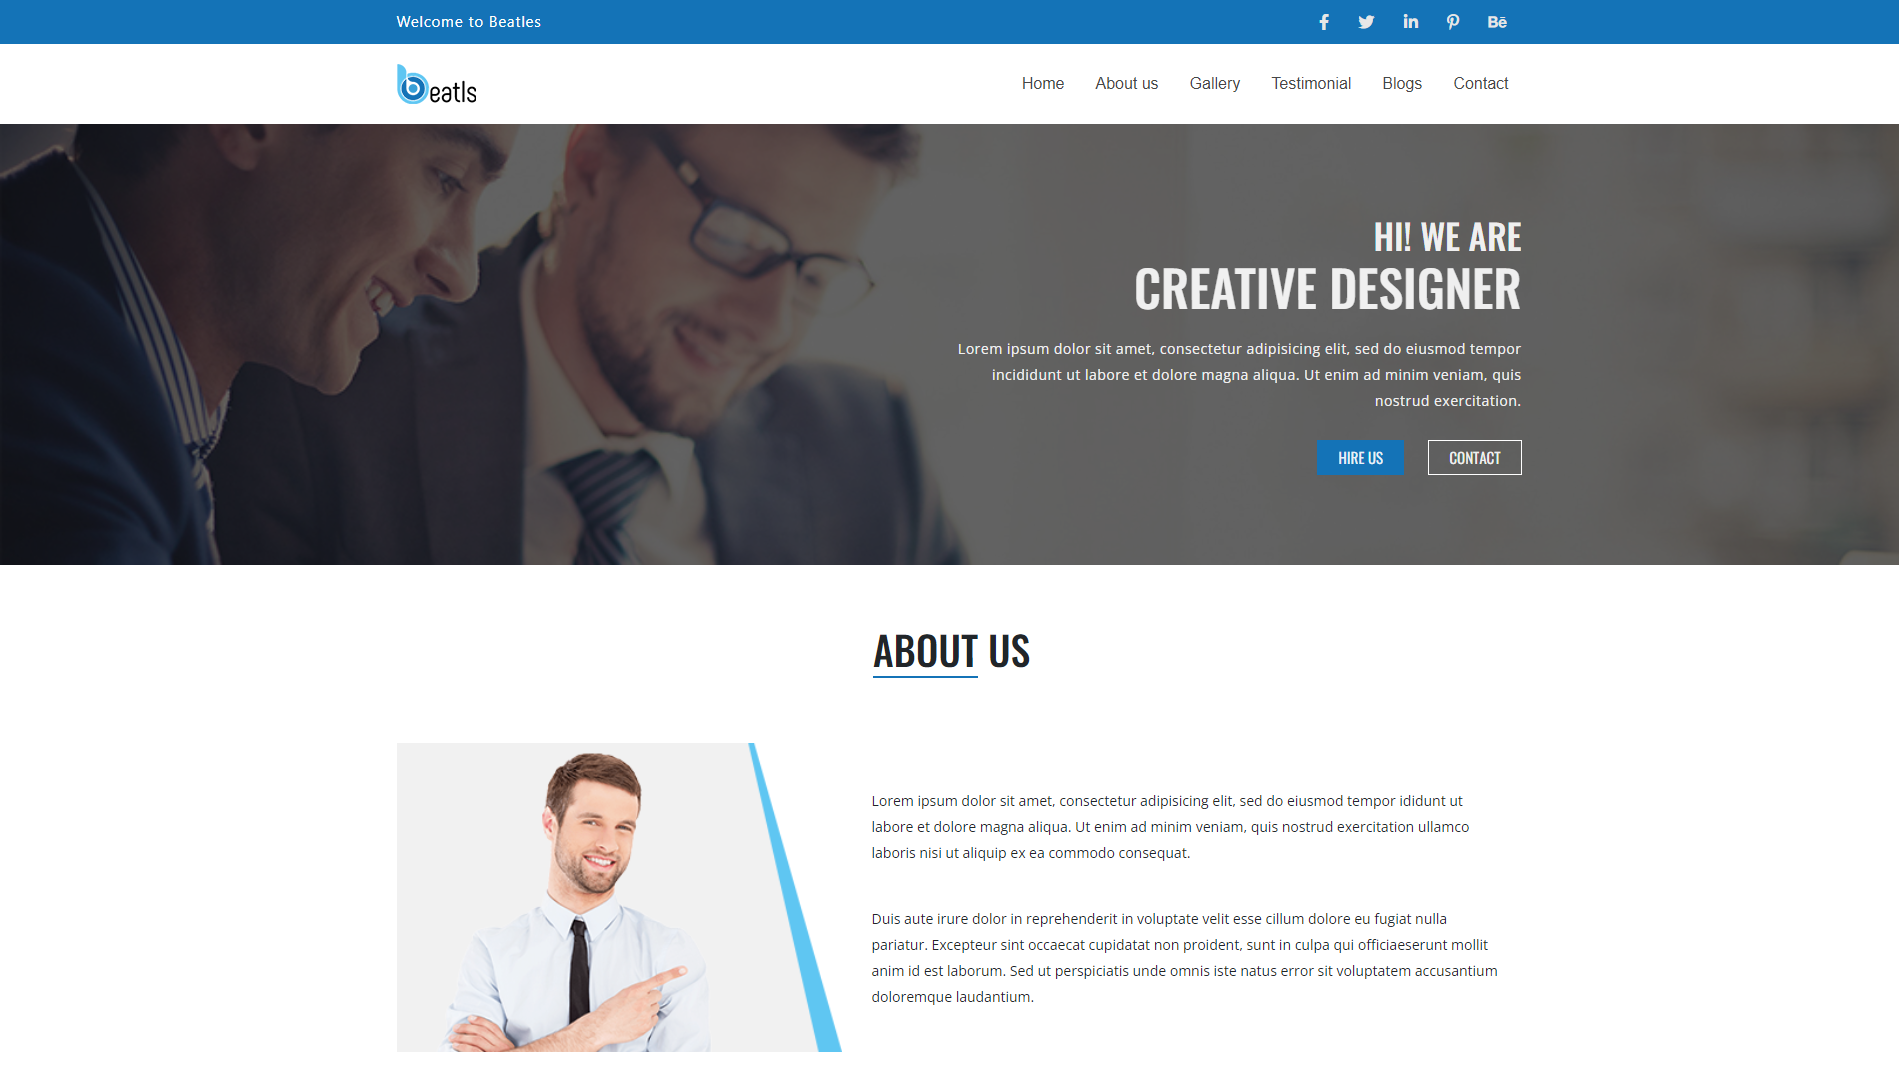 Welcome to Beatles
Bē
beatls
Home About us Gallery Testimonial Blogs Contact
HI! WE ARE
CREATIVE DESIGNER
Lorem ipsum dolor sit amet, consectetur adipisicing elit, sed do eiusmod tempor
incididunt ut labore et dolore magna aliqua. Ut enim ad minim veniam, quis
nostrud exercitation.
HIRE US CONTACT
ABOUT US
Lorem ipsum dolor sit amet, consectetur adipisicing elit, sed do eiusmod tempor ididunt ut
labore et dolore magna aliqua. Ut enim ad minim veniam, quis nostrud exercitation ullamco
laboris nisi ut aliquip ex ea commodo consequat.
Duis aute irure dolor in reprehenderit in voluptate velit esse cillum dolore eu fugiat nulla
pariatur. Excepteur sint occaecat cupidatat non proident, sunt in culpa qui officiaeserunt mollit
anim id est laborum. Sed ut perspiciatis unde omnis iste natus error sit voluptatem accusantium
doloremque laudantium.